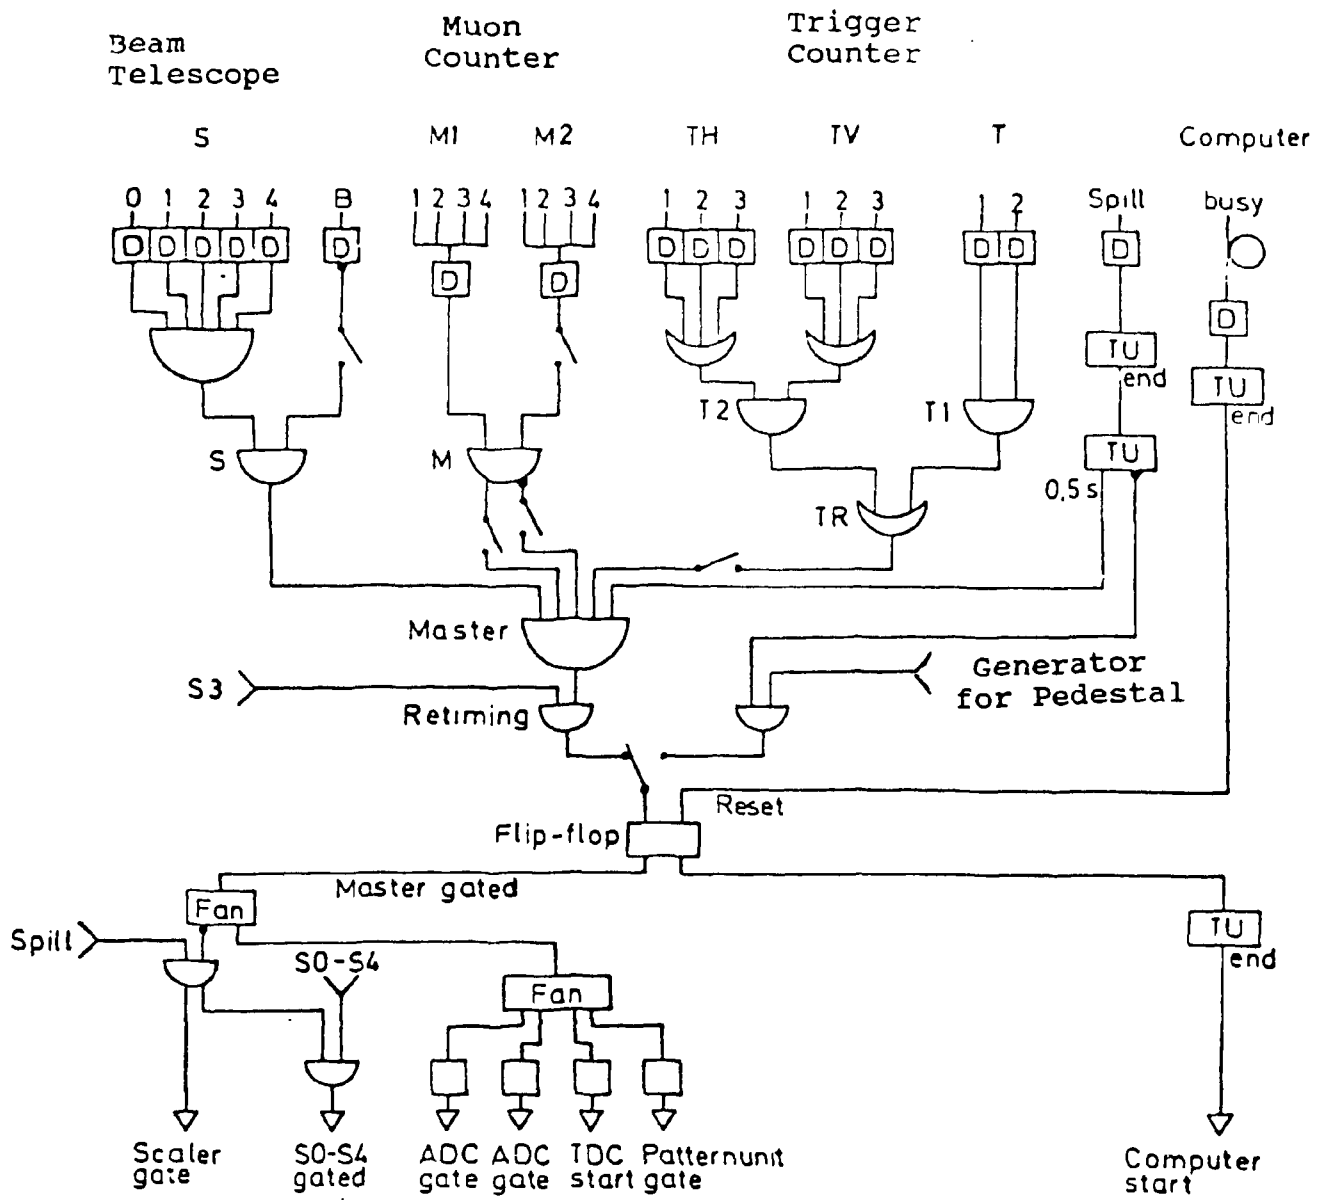 Beam
Telescope
Muon
Counter
Trigger
Counter
S
M1
M2
TH
TV
T
Computer
0 1 2 3 4
B
1 2 3 4
1 2 3 4
1 2 3
1 2 3
1 2
Spill
busy
D D D D D
D
D
D
D D D
D D D
D D
D
D
TU
end
TU
end
T2
T1
S
M
TU
0,5 s
TR
Master
S3
Generator
for Pedestal
Retiming
Reset
Flip-flop
Master gated
Fan
Spill
S0-S4
TU
end
Fan
Scaler
gate
S0-S4
gated
ADC
gate
ADC
gate
TDC
start
Patternunit
gate
Computer
start